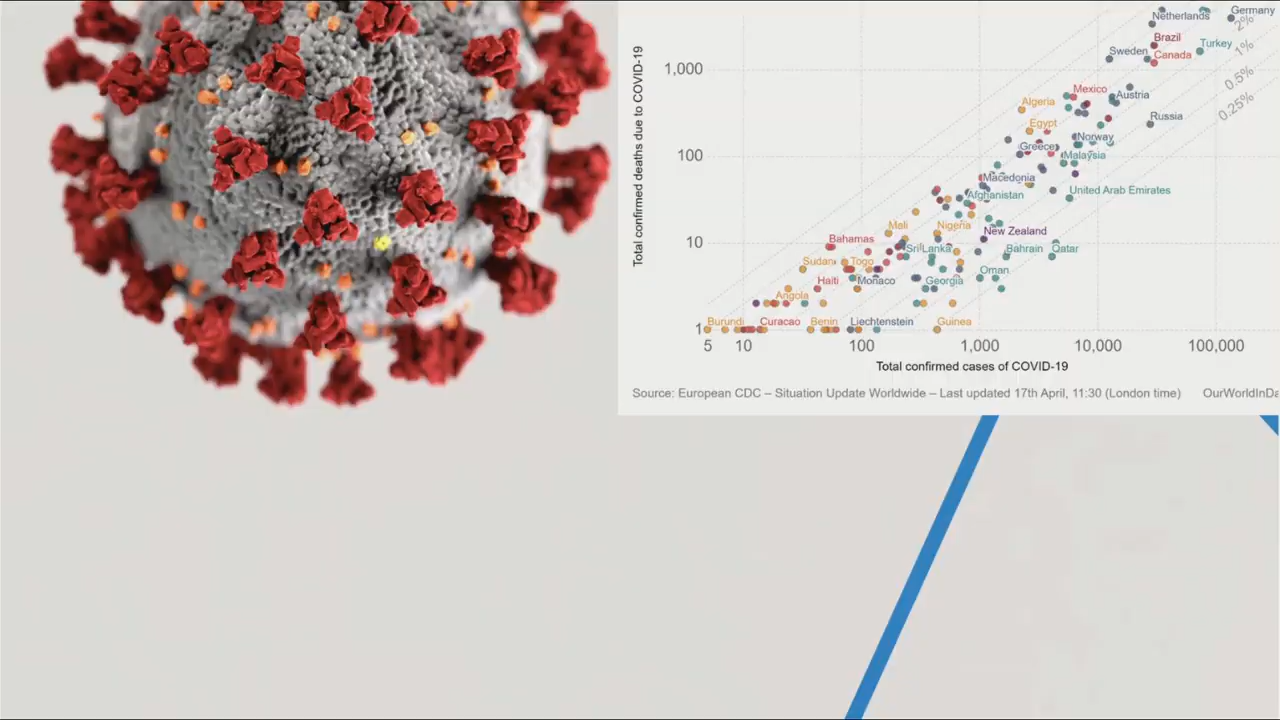 Germany
Netherlands
2%
Brazil
Turkey
Sweden
1%
Canada
1,000
0.5%
Mexico
Austria
Algeria
0.25%
Russia
Egypt
Norway
Greece
100
Malaysia
Macedonia
Afghanistan
United Arab Emirates
Mali
Nigeria
New Zealand
Bahamas
10
Sri Lanka
Bahrain
Qatar
Sudan
Togo
Oman
Haiti
Monaco
Georgia
Angola
Burundi
Curacao
Benin
Liechtenstein
Guinea
1
5
10
100
1,000
10,000
100,000
Total confirmed deaths due to COVID-19
Total confirmed cases of COVID-19
Source: European CDC – Situation Update Worldwide – Last updated 17th April, 11:30 (London time)
OurWorldInDa